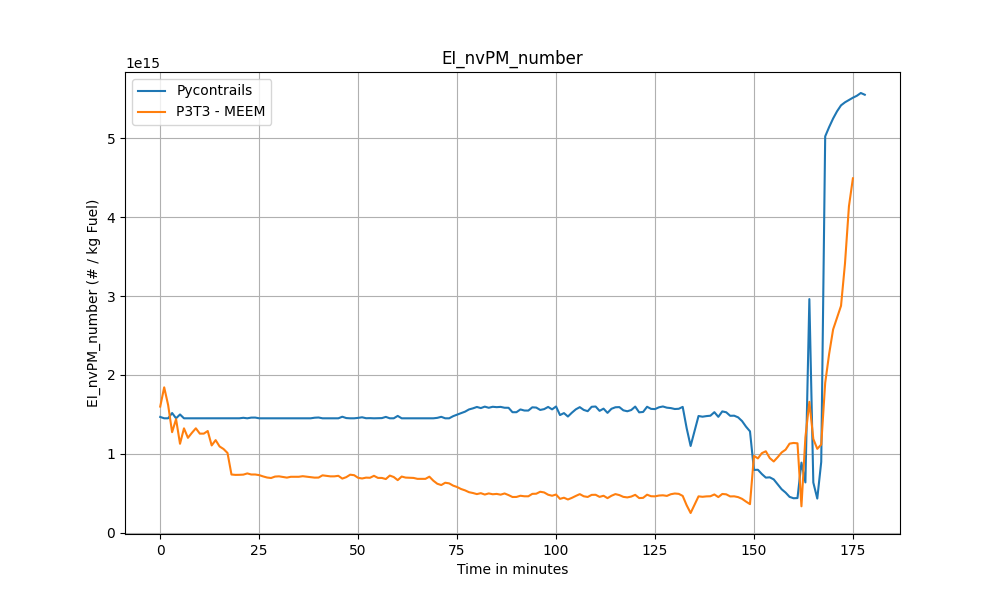 EI_nvPM_number
1e15
Pycontrails
P3T3 - MEEM
EI_nvPM_number (# / kg Fuel)
5
4
3
2
1
0
0 25 50 75 100 125 150 175
Time in minutes